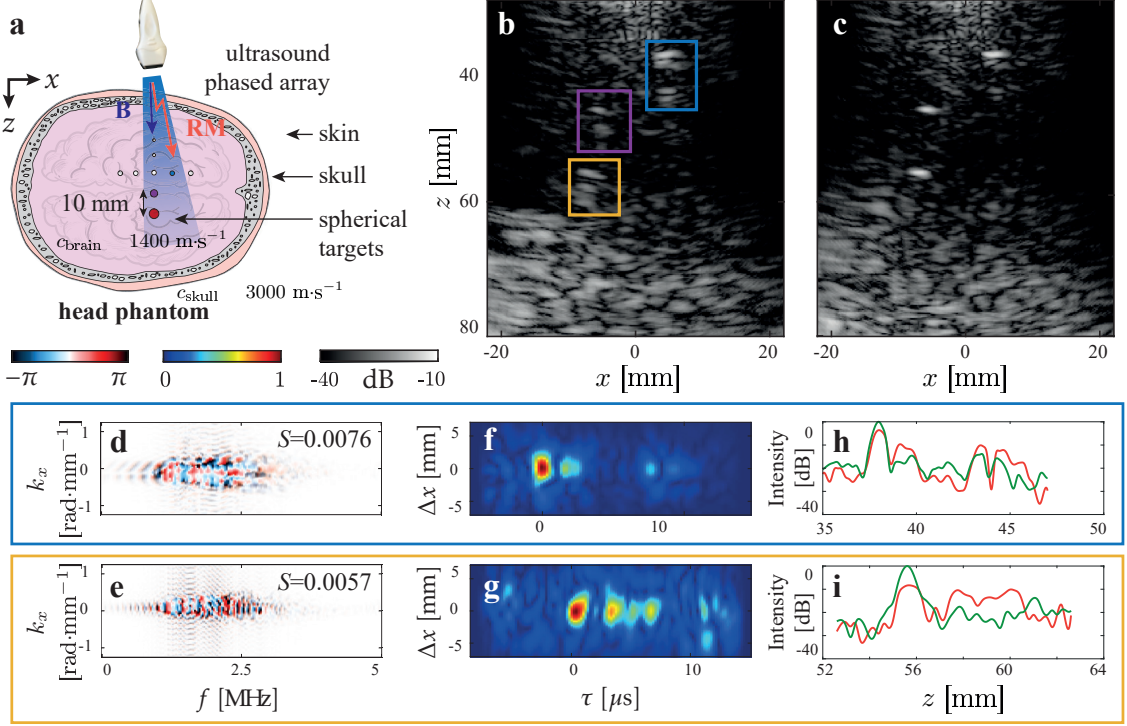 a
ultrasound
phased array
x
z
B
RM
skin
skull
10 mm
spherical
targets
c_brain
1400 m·s⁻¹
c_skull 3000 m·s⁻¹
head phantom
−π π
0 1
-40 dB -10
b
40
60
80
z [mm]
-20 0 20
x [mm]
c
-20 0 20
x [mm]
d
S=0.0076
k_x
[rad·mm⁻¹]
0
-1
f
Δx [mm]
5
0
-5
0 10
h
Intensity
[dB]
0
-40
35 40 45 50
e
S=0.0057
k_x
[rad·mm⁻¹]
1
0
-1
0 2.5 5
f [MHz]
g
Δx [mm]
5
0
-5
0 10
τ [μs]
i
Intensity
[dB]
0
-40
52 56 60 64
z [mm]